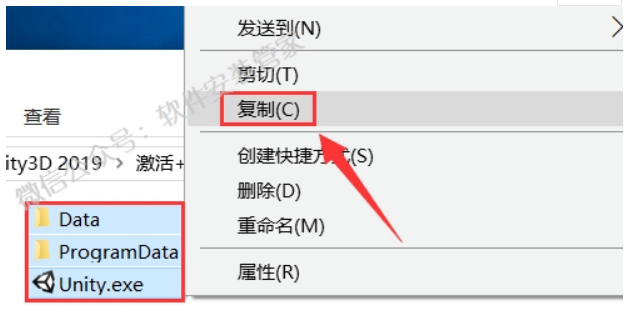 发送到(N)
剪切(T)
查看
复制(C)
ity3D 2019 > 激活+
创建快捷方式(S)
删除(D)
重命名(M)
Data
ProgramData
Unity.exe
属性(R)
微信公众号：软件安装管家